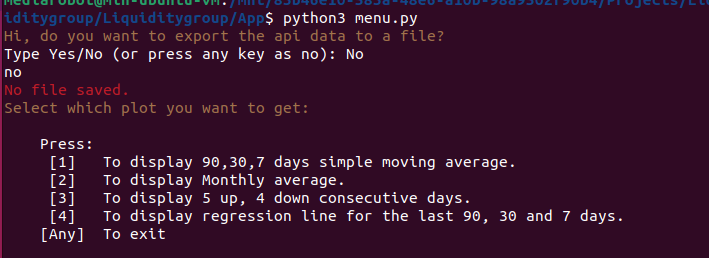 iditygroup/Liquiditygroup/App$ python3 menu.py
Hi, do you want to export the api data to a file?
Type Yes/No (or press any key as no): No
no
No file saved.
Select which plot you want to get:
Press:
[1] To display 90,30,7 days simple moving average.
[2] To display Monthly average.
[3] To display 5 up, 4 down consecutive days.
[4] To display regression line for the last 90, 30 and 7 days.
[Any] To exit